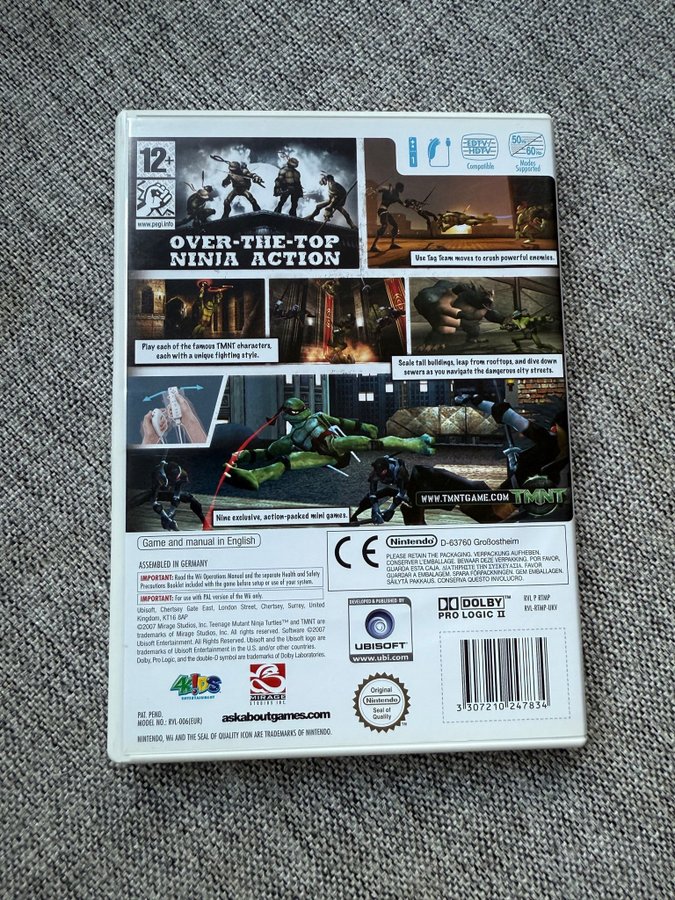 12+
www.pegi.info
1
EDTV/
HDTV
Compatible
50Hz
60Hz
Modes
Supported
OVER-THE-TOP
NINJA ACTION
Use Tag Team moves to crush powerful enemies.
Play each of the famous TMNT characters,
each with a unique fighting style.
Scale tall buildings, leap from rooftops, and dive down
sewers as you navigate the dangerous city streets.
WWW.TMNTGAME.COM TMNT
Nine exclusive, action-packed mini games.
Game and manual in English
CE
Nintendo D-63760 Großostheim
PLEASE RETAIN THE PACKAGING. VERPACKUNG AUFHEBEN.
CONSERVER L'EMBALLAGE. BEWAAR DEZE VERPAKKING. POR FAVOR,
GUARDA ESTA CAJA. ΔΙΑΤΗΡΗΣΤΕ ΤΗΝ ΣΥΣΚΕΥΑΣΙΑ. FAVOR
GUARDAR A EMBALAGEM. SPARA FÖRPACKNINGEN. GEM EMBALLAGEN.
SÄILYTÄ PAKKAUS. CONSERVA QUESTO INVOLUCRO.
ASSEMBLED IN GERMANY
IMPORTANT: Read the Wii Operations Manual and the separate Health and Safety
Precautions Booklet included with the game before setup or use of your system.
IMPORTANT: For use with PAL version of the Wii only.
Ubisoft, Chertsey Gate East, London Street, Chertsey, Surrey, United
Kingdom, KT16 8AP
©2007 Mirage Studios, Inc. Teenage Mutant Ninja Turtles™ and TMNT are
trademarks of Mirage Studios, Inc. All rights reserved. Software ©2007
Ubisoft Entertainment. All Rights Reserved. Ubisoft and the Ubisoft logo are
trademarks of Ubisoft Entertainment in the U.S. and/or other countries.
Dolby, Pro Logic, and the double-D symbol are trademarks of Dolby Laboratories.
DEVELOPED & PUBLISHED BY
UBISOFT
www.ubi.com
DOLBY
PRO LOGIC II
RVL P RTMP
RVL-RTMP-UKV
4KiDS
ENTERTAINMENT
MIRAGE
STUDIOS INC.
Original
Nintendo
Seal of
Quality
3 307210 247834
PAT. PEND.
MODEL NO.: RVL-006(EUR)
askaboutgames.com
NINTENDO, Wii AND THE SEAL OF QUALITY ICON ARE TRADEMARKS OF NINTENDO.